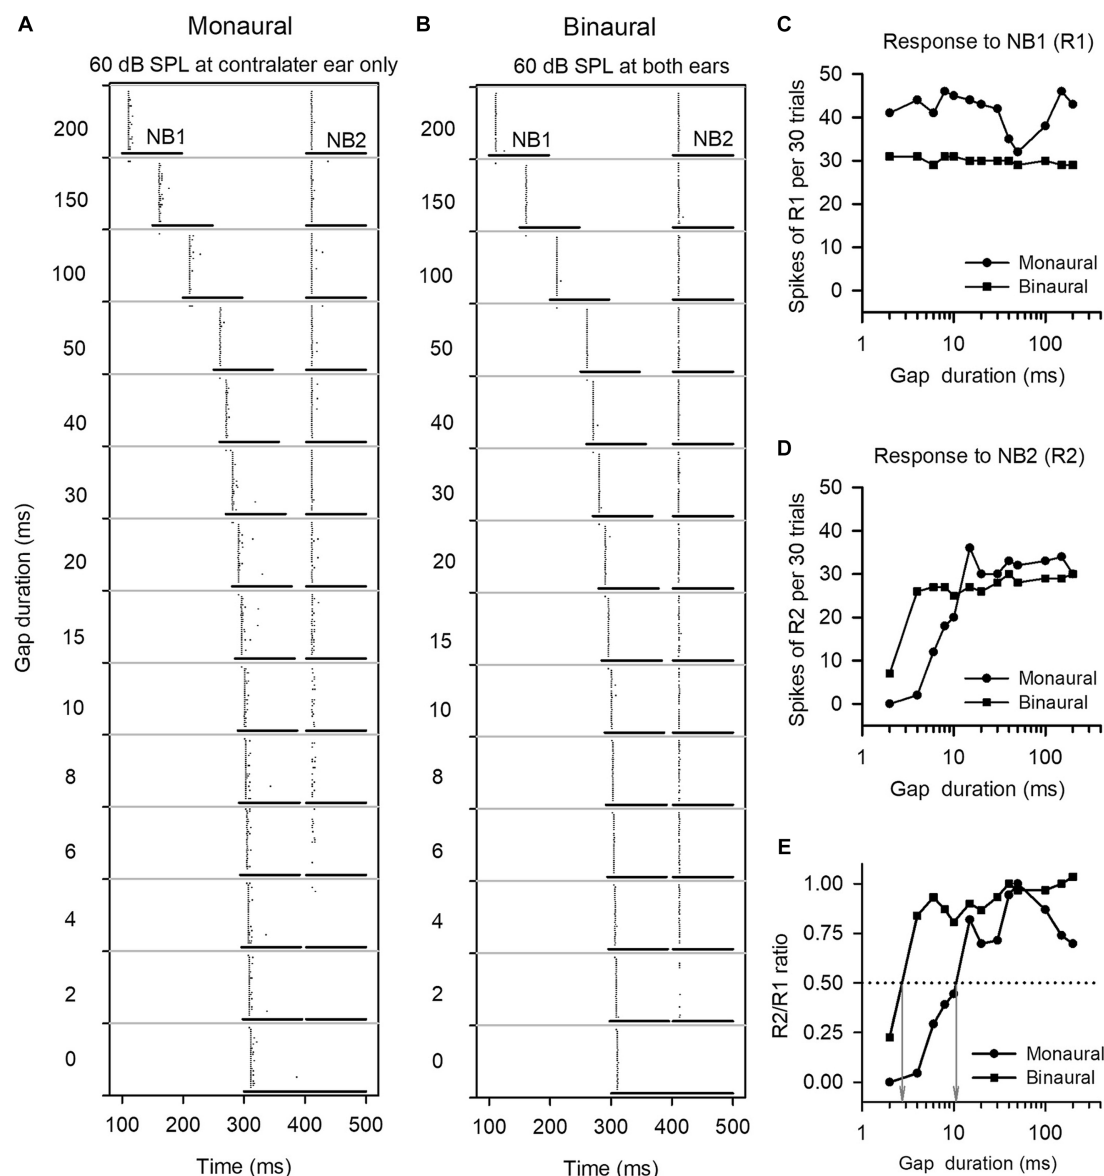 A
Monaural
60 dB SPL at contralater ear only
Gap duration (ms)
200
150
100
50
40
30
20
15
10
8
6
4
2
0
NB1
NB2
100
200
300
400
500
Time (ms)
B
Binaural
60 dB SPL at both ears
200
150
100
50
40
30
20
15
10
8
6
4
2
0
NB1
NB2
100
200
300
400
500
Time (ms)
C
Response to NB1 (R1)
Spikes of R1 per 30 trials
50
40
30
20
10
0
Monaural
Binaural
1
10
100
Gap duration (ms)
D
Response to NB2 (R2)
Spikes of R2 per 30 trials
50
40
30
20
10
0
Monaural
Binaural
1
10
100
Gap duration (ms)
E
R2/R1 ratio
1.00
0.75
0.50
0.25
0.00
Monaural
Binaural
1
10
100
Gap duration (ms)